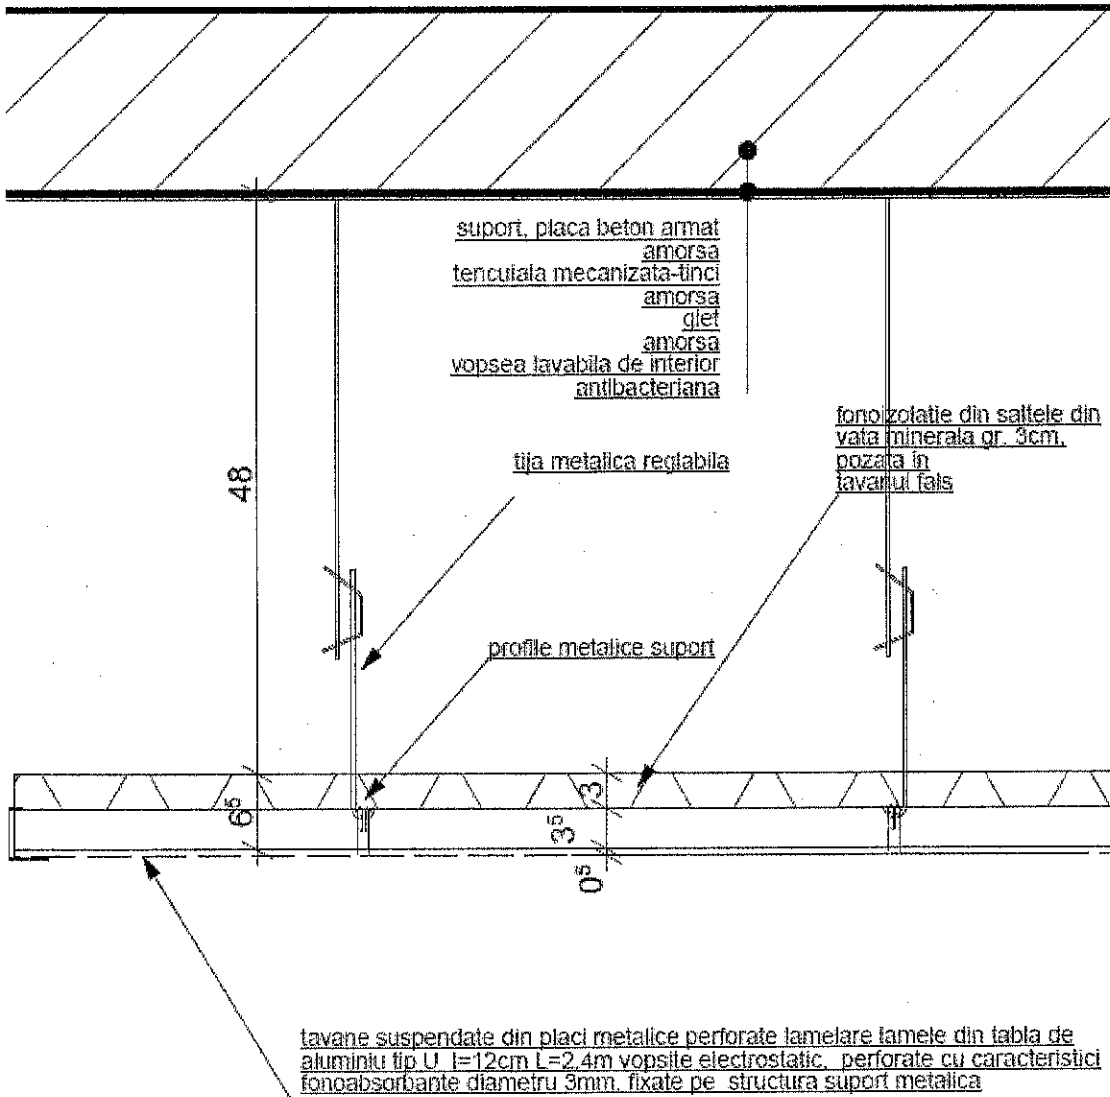 suport, placa beton armat
amorsa
tencuiala mecanizata-tinci
amorsa
glet
amorsa
vopsea lavabila de interior
antibacteriana
fonoizolatie din saltele din
vata minerala gr. 3cm,
pozata in
tavanul fals
tija metalica reglabila
48
profile metalice suport
6⁵
3
3⁵
0⁵
tavane suspendate din placi metalice perforate lamelare lamele din tabla de
aluminiu tip U l=12cm L=2,4m vopsite electrostatic, perforate cu caracteristici
fonoabsorbante diametru 3mm, fixate pe structura suport metalica